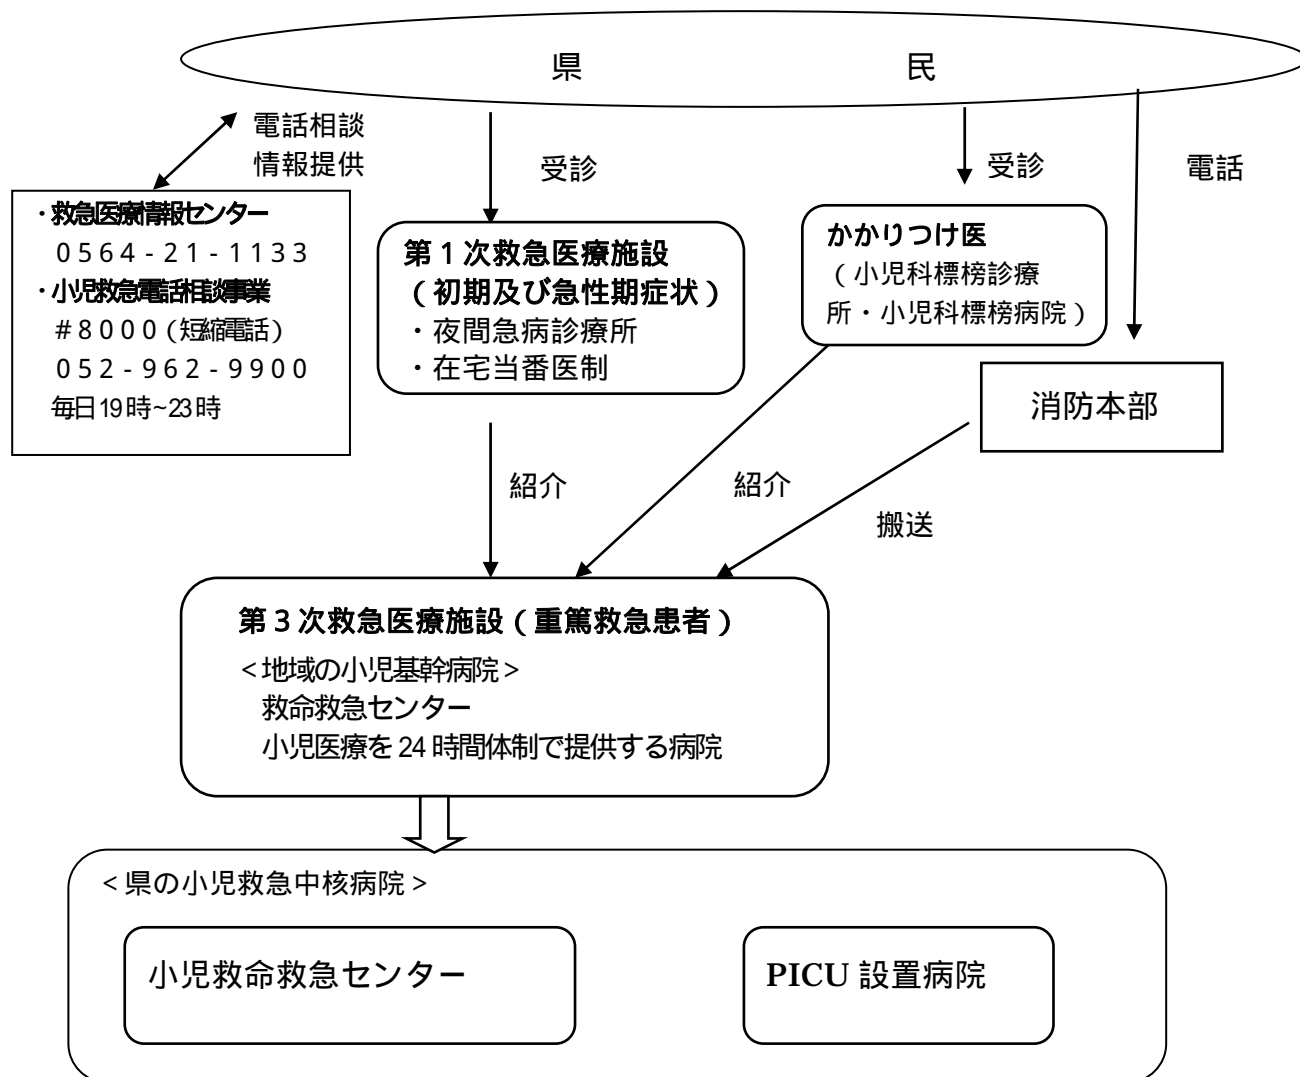 県 民
電話相談
情報提供
受診
受診
電話
・救急医療情報センター
0564-21-1133
・小児救急電話相談事業
#8000（短縮電話）
052-962-9900
毎日19時~23時
第1次救急医療施設
（初期及び急性期症状）
・夜間急病診療所
・在宅当番医制
かかりつけ医
（小児科標榜診療
所・小児科標榜病院）
消防本部
紹介
紹介
搬送
第3次救急医療施設（重篤救急患者）
<地域の小児基幹病院>
救命救急センター
小児医療を24時間体制で提供する病院
<県の小児救急中核病院>
小児救命救急センター
PICU 設置病院